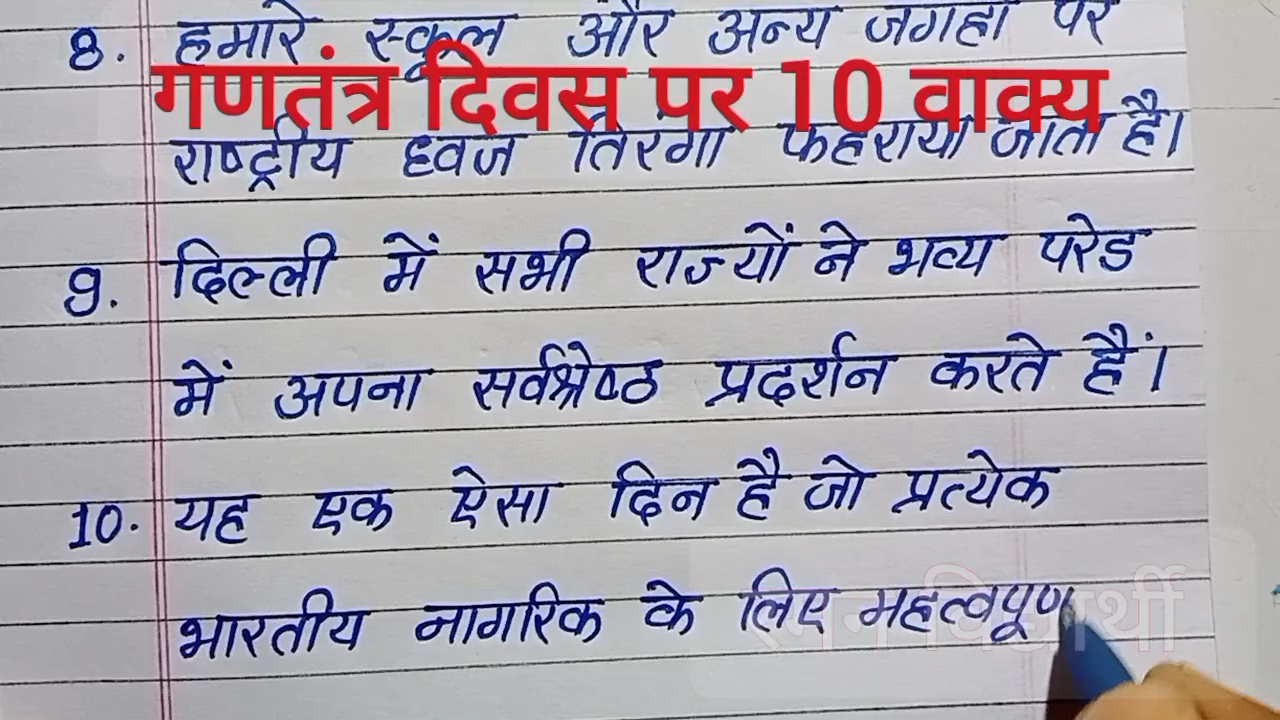 8. हमारे स्कूल और अन्य जगहों पर
गणतंत्र दिवस पर 10 वाक्य
राष्ट्रीय ध्वज तिरंगा फहराया जाता है।
9. दिल्ली में सभी राज्यों ने भव्य परेड
में अपना सर्वश्रेष्ठ प्रदर्शन करते हैं।
10. यह एक ऐसा दिन है जो प्रत्येक
भारतीय नागरिक के लिए महत्वपूण
विद्यार्थी